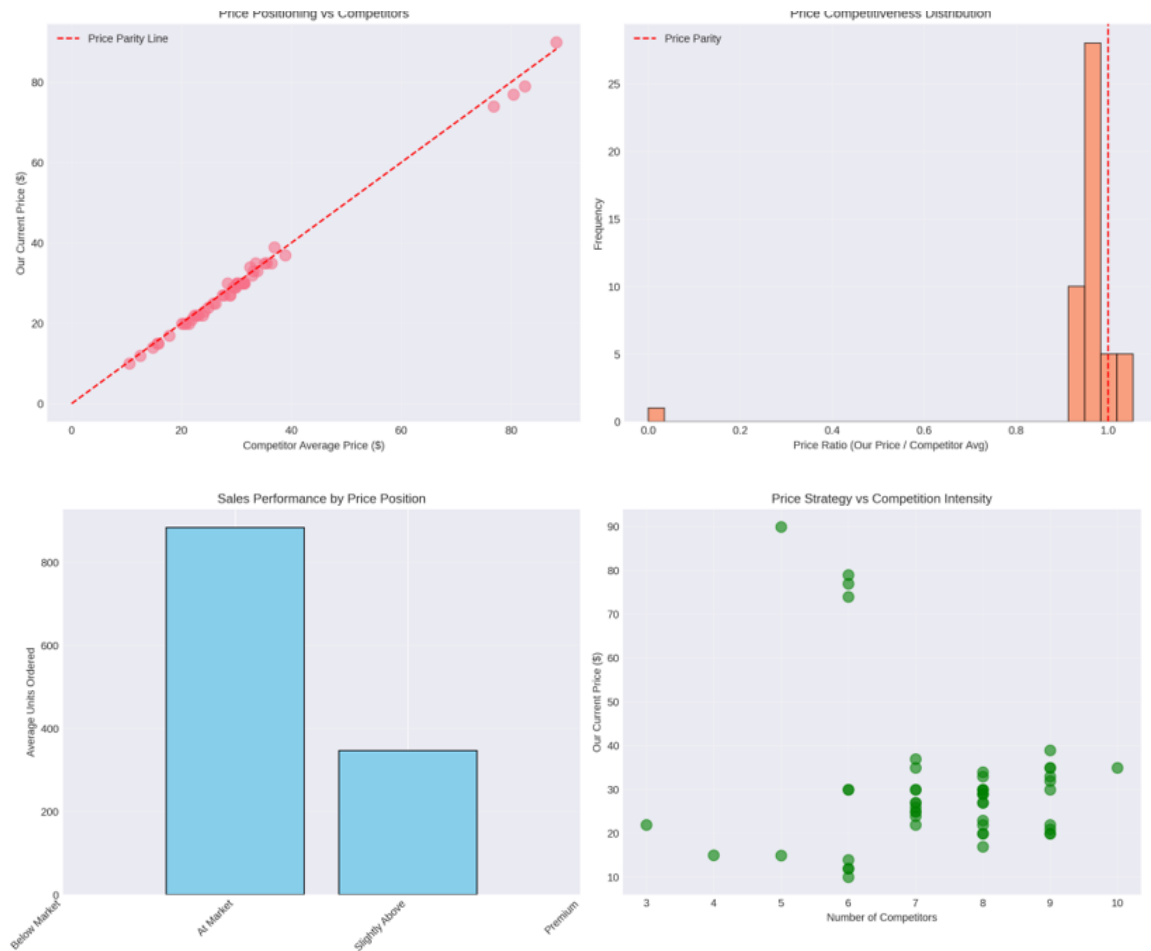 Price Positioning vs Competitors
Price Parity Line
80
60
40
20
0
Our Current Price ($)
0 20 40 60 80
Competitor Average Price ($)
Price Competitiveness Distribution
Price Parity
25
20
15
10
5
0
Frequency
0.0 0.2 0.4 0.6 0.8 1.0
Price Ratio (Our Price / Competitor Avg)
Sales Performance by Price Position
800
600
400
200
0
Average Units Ordered
Below Market
At Market
Slightly Above
Premium
Price Strategy vs Competition Intensity
90
80
70
60
50
40
30
20
10
Our Current Price ($)
3 4 5 6 7 8 9 10
Number of Competitors